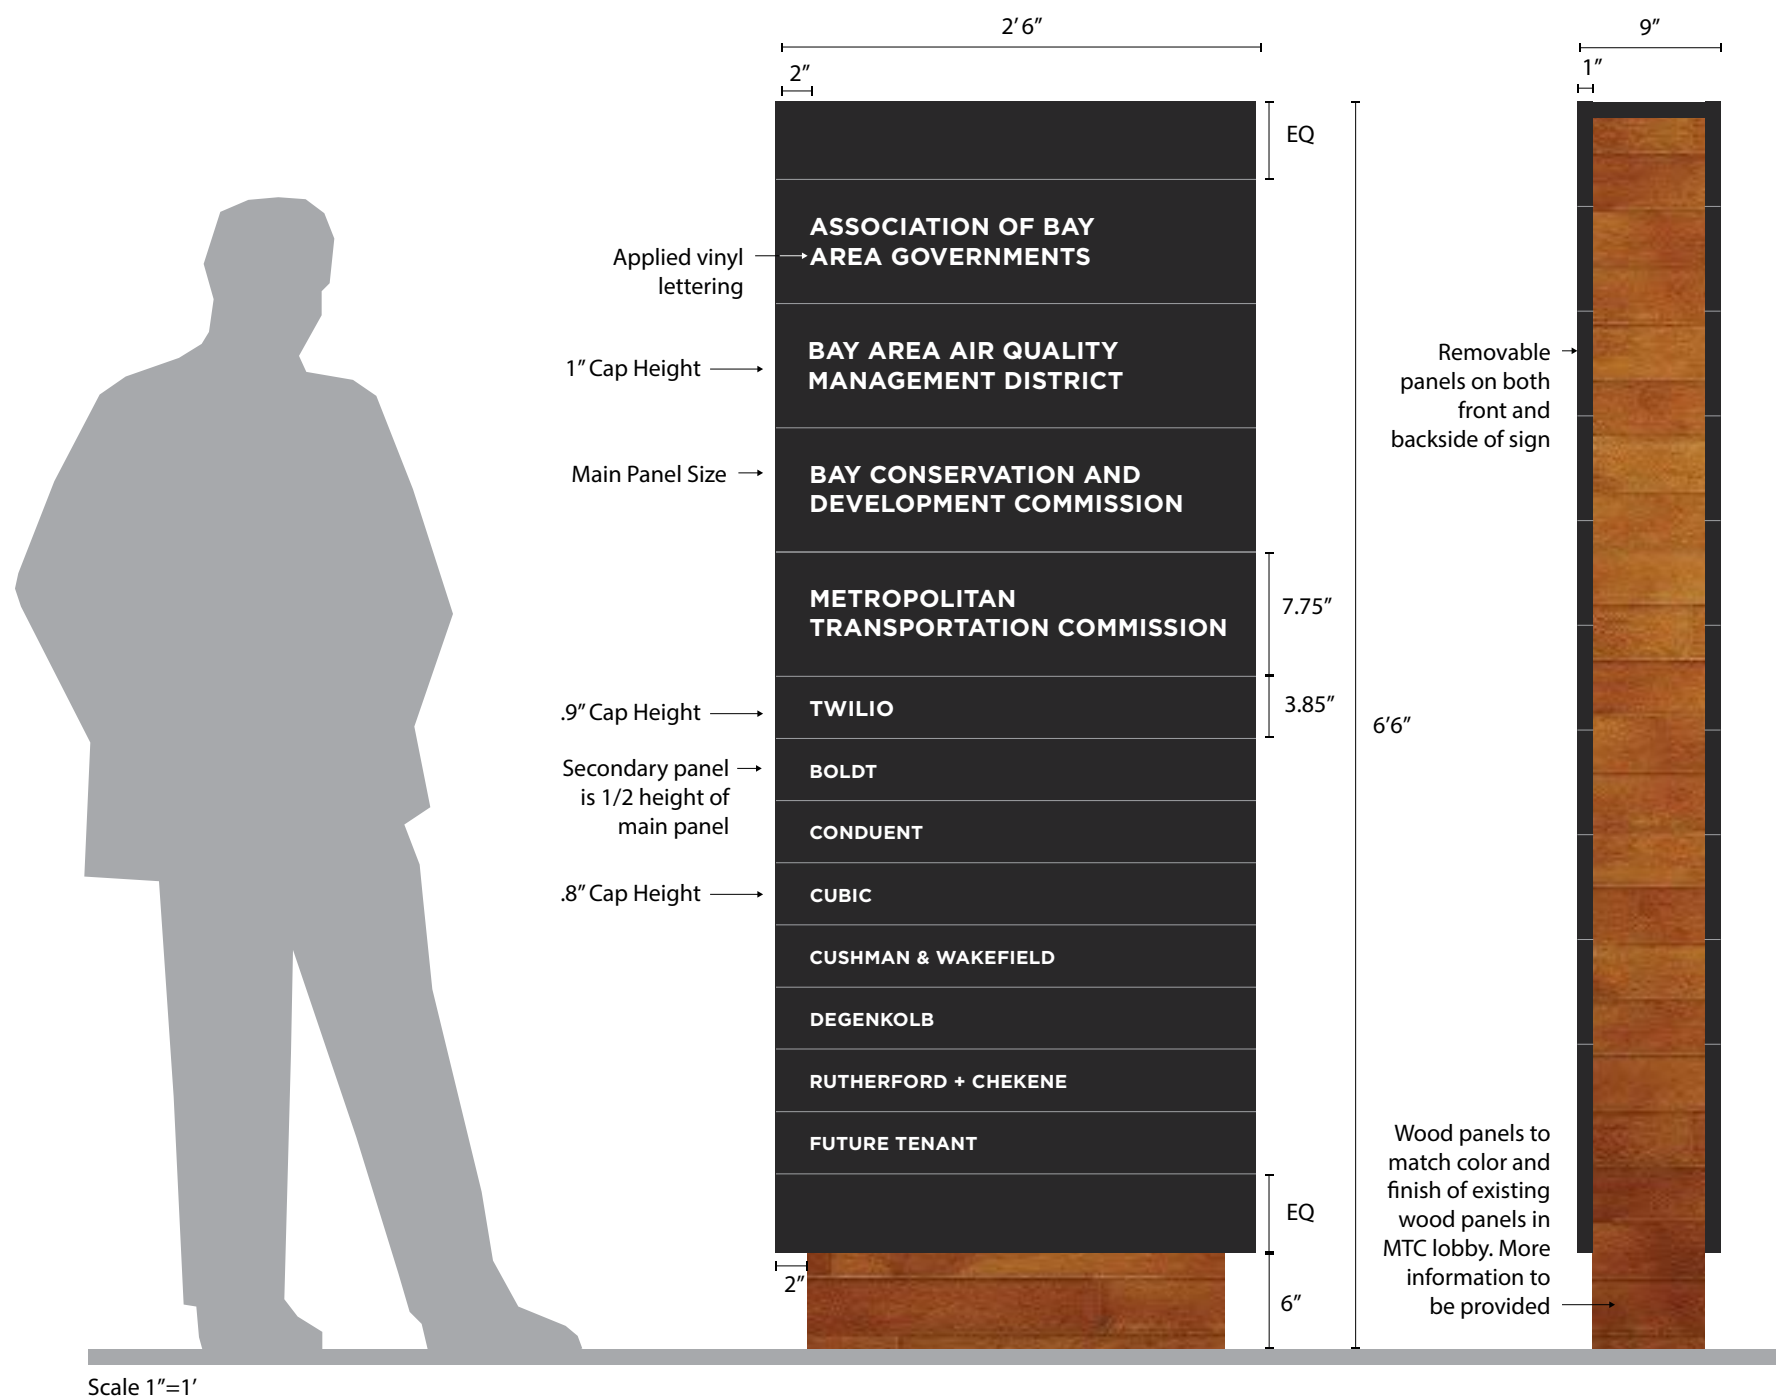 2’ 6”
9”
2”
1”
EQ
ASSOCIATION OF BAY
AREA GOVERNMENTS
Applied vinyl
lettering
BAY AREA AIR QUALITY
MANAGEMENT DISTRICT
1” Cap Height
Removable
panels on both
front and
backside of sign
Main Panel Size
BAY CONSERVATION AND
DEVELOPMENT COMMISSION
METROPOLITAN
TRANSPORTATION COMMISSION
7.75”
.9” Cap Height
TWILIO
3.85”
6’6”
Secondary panel
is 1/2 height of
main panel
BOLDT
CONDUENT
.8” Cap Height
CUBIC
CUSHMAN & WAKEFIELD
DEGENKOLB
RUTHERFORD + CHEKENE
FUTURE TENANT
Wood panels to
match color and
finish of existing
wood panels in
MTC lobby. More
information to
be provided
EQ
2”
6”
Scale 1”=1’